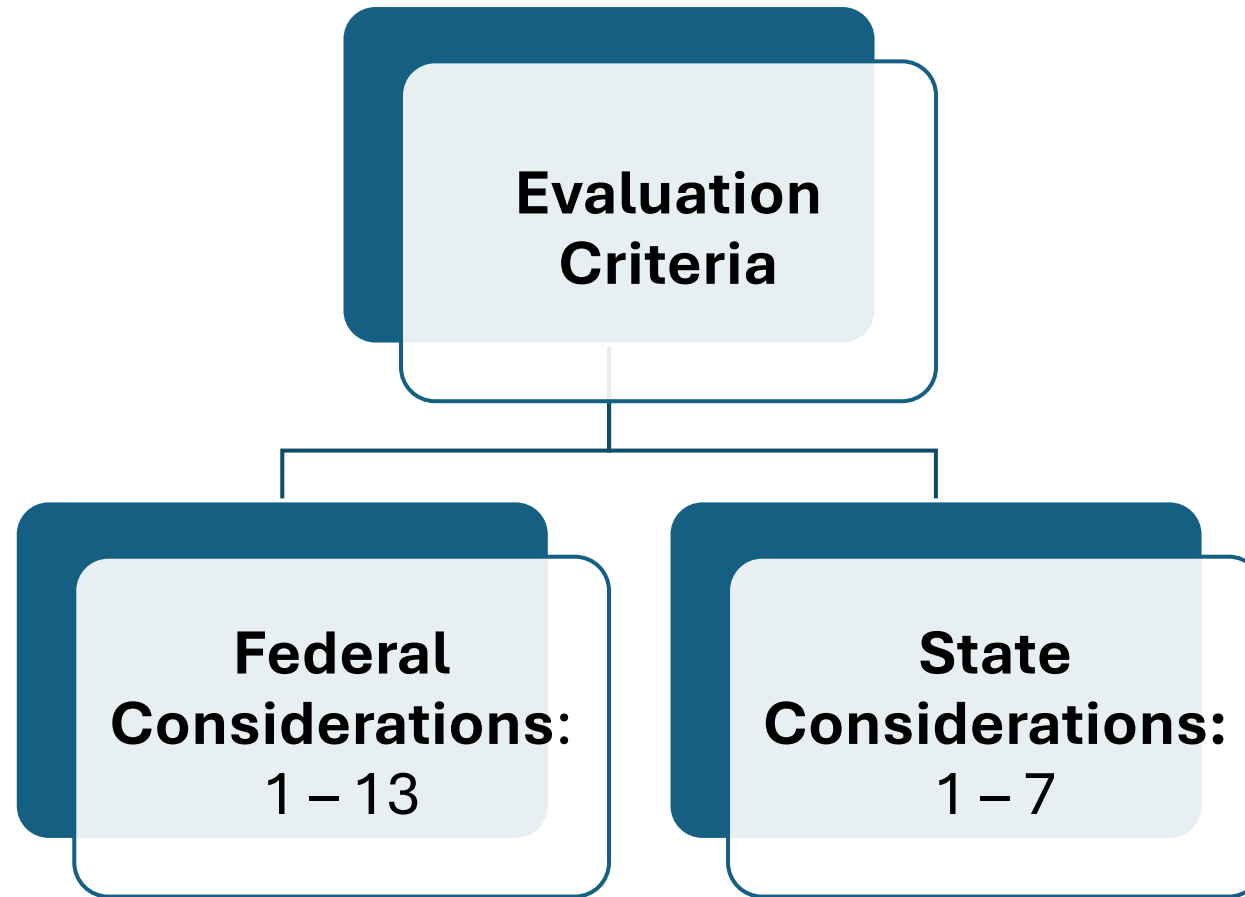 Evaluation
Criteria
Federal
Considerations:
1 – 13
State
Considerations:
1 – 7